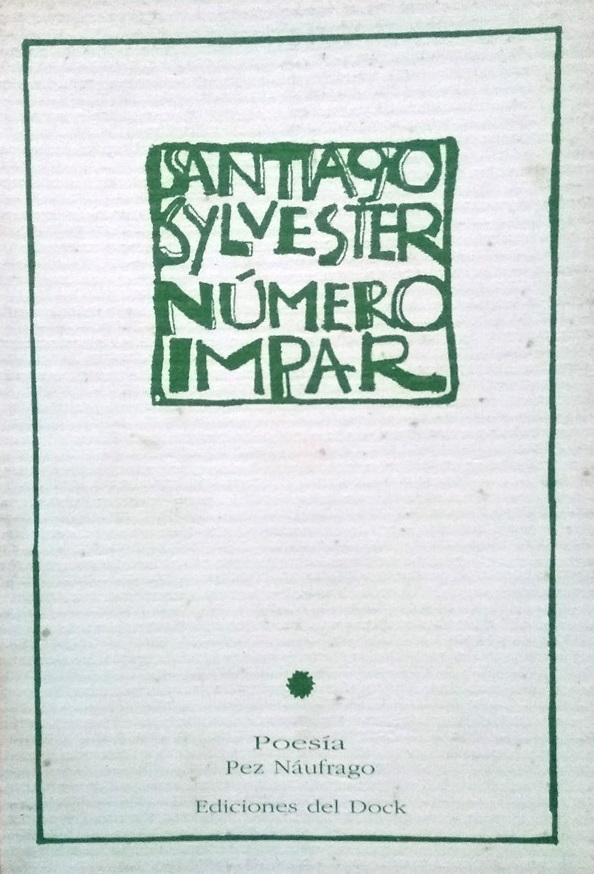 SANTIAGO
SYLVESTER
NÚMERO
IMPAR
Poesía
Pez Náufrago
Ediciones del Dock